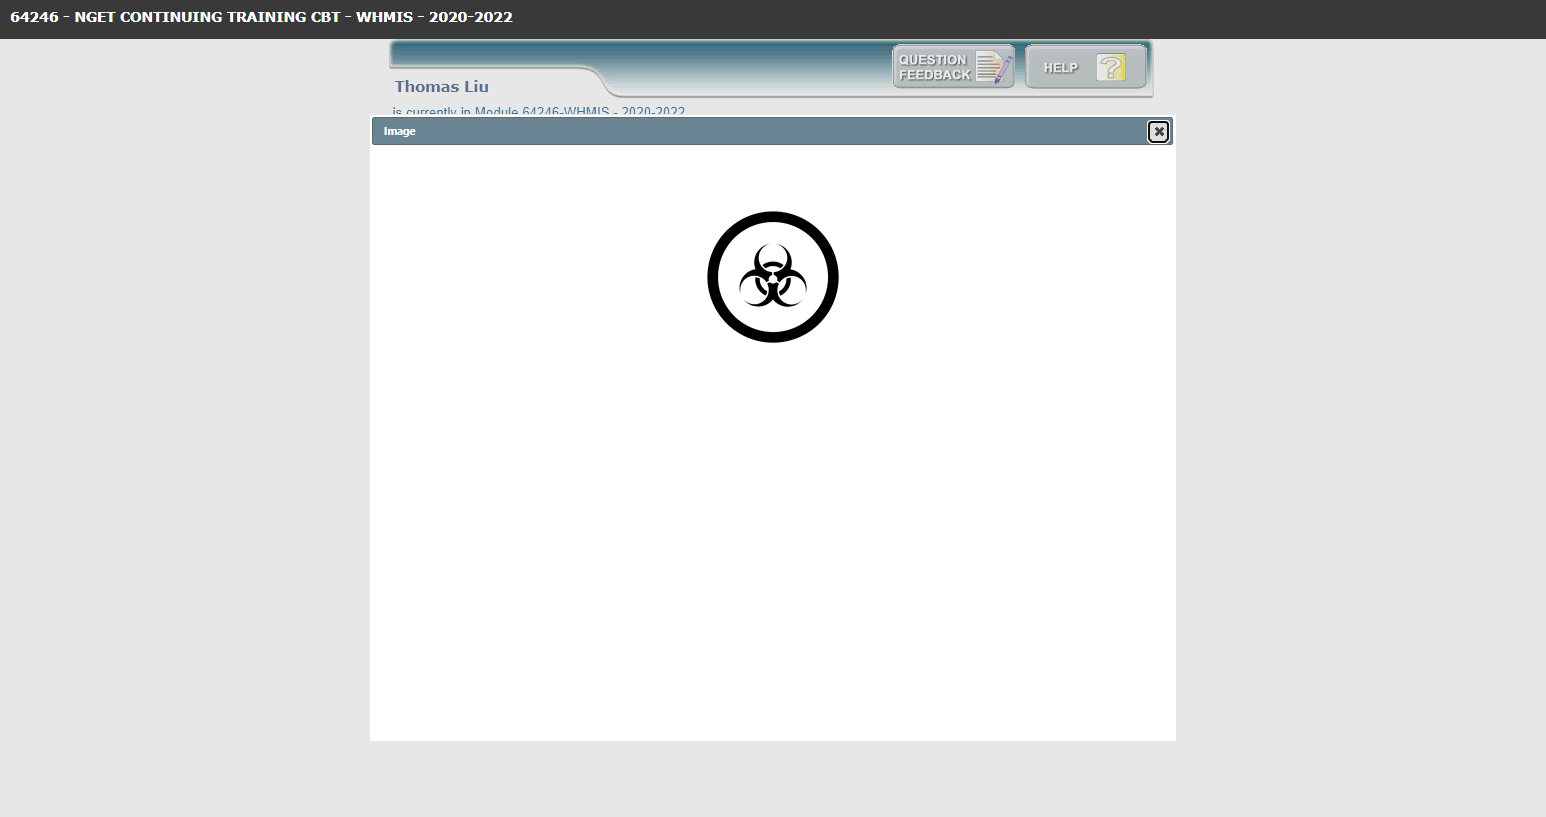 64246 - NGET CONTINUING TRAINING CBT - WHMIS - 2020-2022
QUESTION
FEEDBACK
HELP
Thomas Liu
is currently in Module 64246-WHMIS - 2020-2022
Image